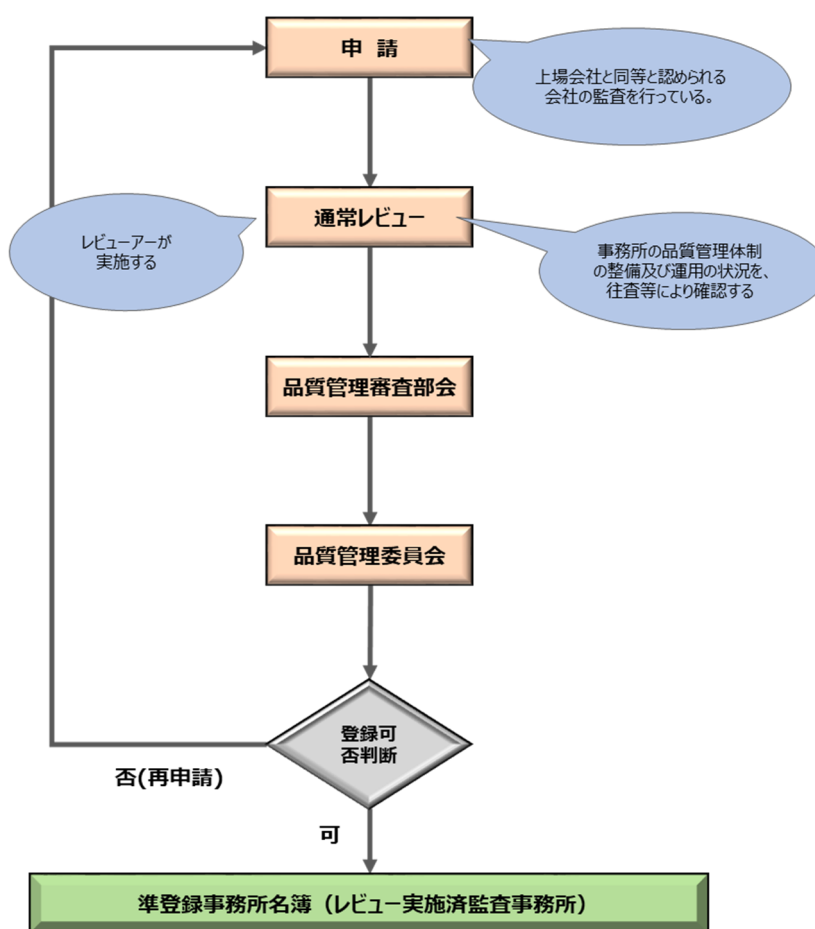 申 請
上場会社と同等と認められる
会社の監査を行っている。
通常レビュー
レビューアーが
実施する
事務所の品質管理体制
の整備及び運用の状況を、
往査等により確認する
品質管理審査部会
品質管理委員会
登録可
否判断
否(再申請)
可
準登録事務所名簿（レビュー実施済監査事務所）